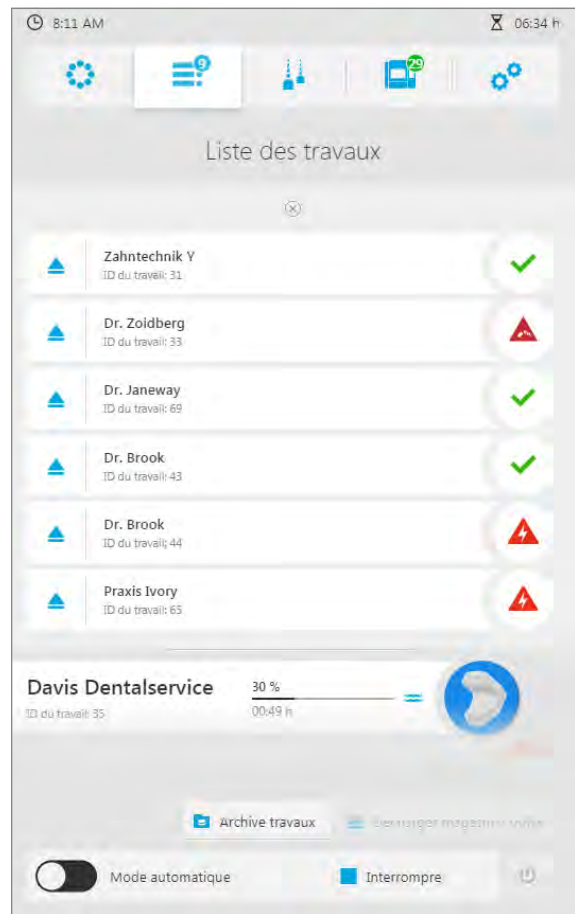 8:11 AM
06:34 h
9
29
Liste des travaux
Zahntechnik Y
ID du travail: 31
Dr. Zoidberg
ID du travail: 33
Dr. Janeway
ID du travail: 69
Dr. Brook
ID du travail: 43
Dr. Brook
ID du travail: 44
Praxis Ivory
ID du travail: 65
Davis Dentalservice
30 %
ID du travail: 35
00:49 h
Archive travaux
Mode automatique
Interrompre